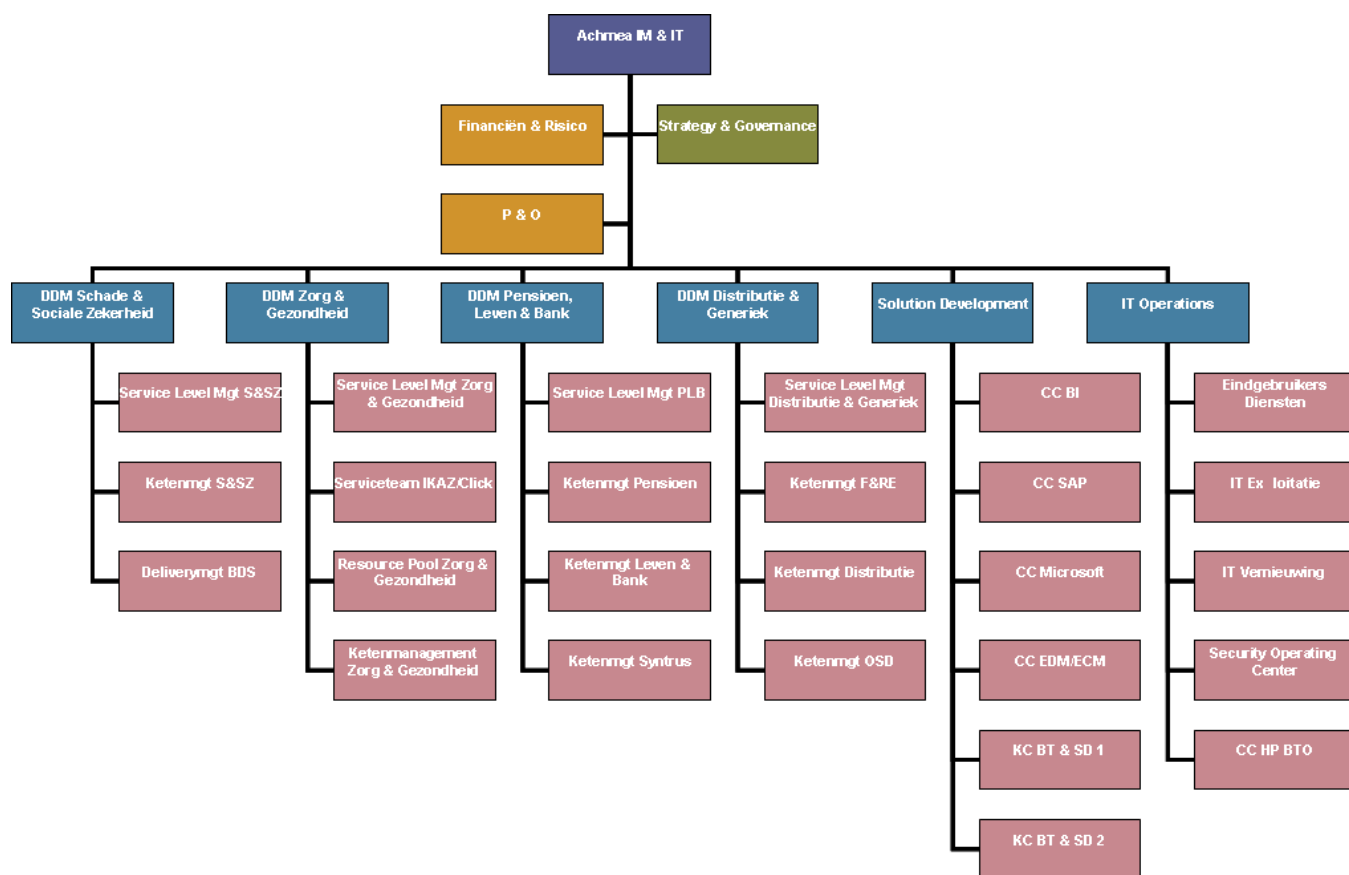 Achmea IM & IT
Financiën & Risico
Strategy & Governance
P & O
DDM Schade &
Sociale Zekerheid
DDM Zorg &
Gezondheid
DDM Pensioen,
Leven & Bank
DDM Distributie &
Generiek
Solution Development
IT Operations
Service Level Mgt S&SZ
Ketenmgt S&SZ
Deliverymgt BDS
Service Level Mgt Zorg
& Gezondheid
Serviceteam IKAZ/Click
Resource Pool Zorg &
Gezondheid
Ketenmanagement
Zorg & Gezondheid
Service Level Mgt PLB
Ketenmgt Pensioen
Ketenmgt Leven &
Bank
Ketenmgt Syntrus
Service Level Mgt
Distributie & Generiek
Ketenmgt F&RE
Ketenmgt Distributie
Ketenmgt OSD
CC BI
CC SAP
CC Microsoft
CC EDM/ECM
KC BT & SD 1
KC BT & SD 2
Eindgebruikers
Diensten
IT Ex loitatie
IT Vernieuwing
Security Operating
Center
CC HP BTO